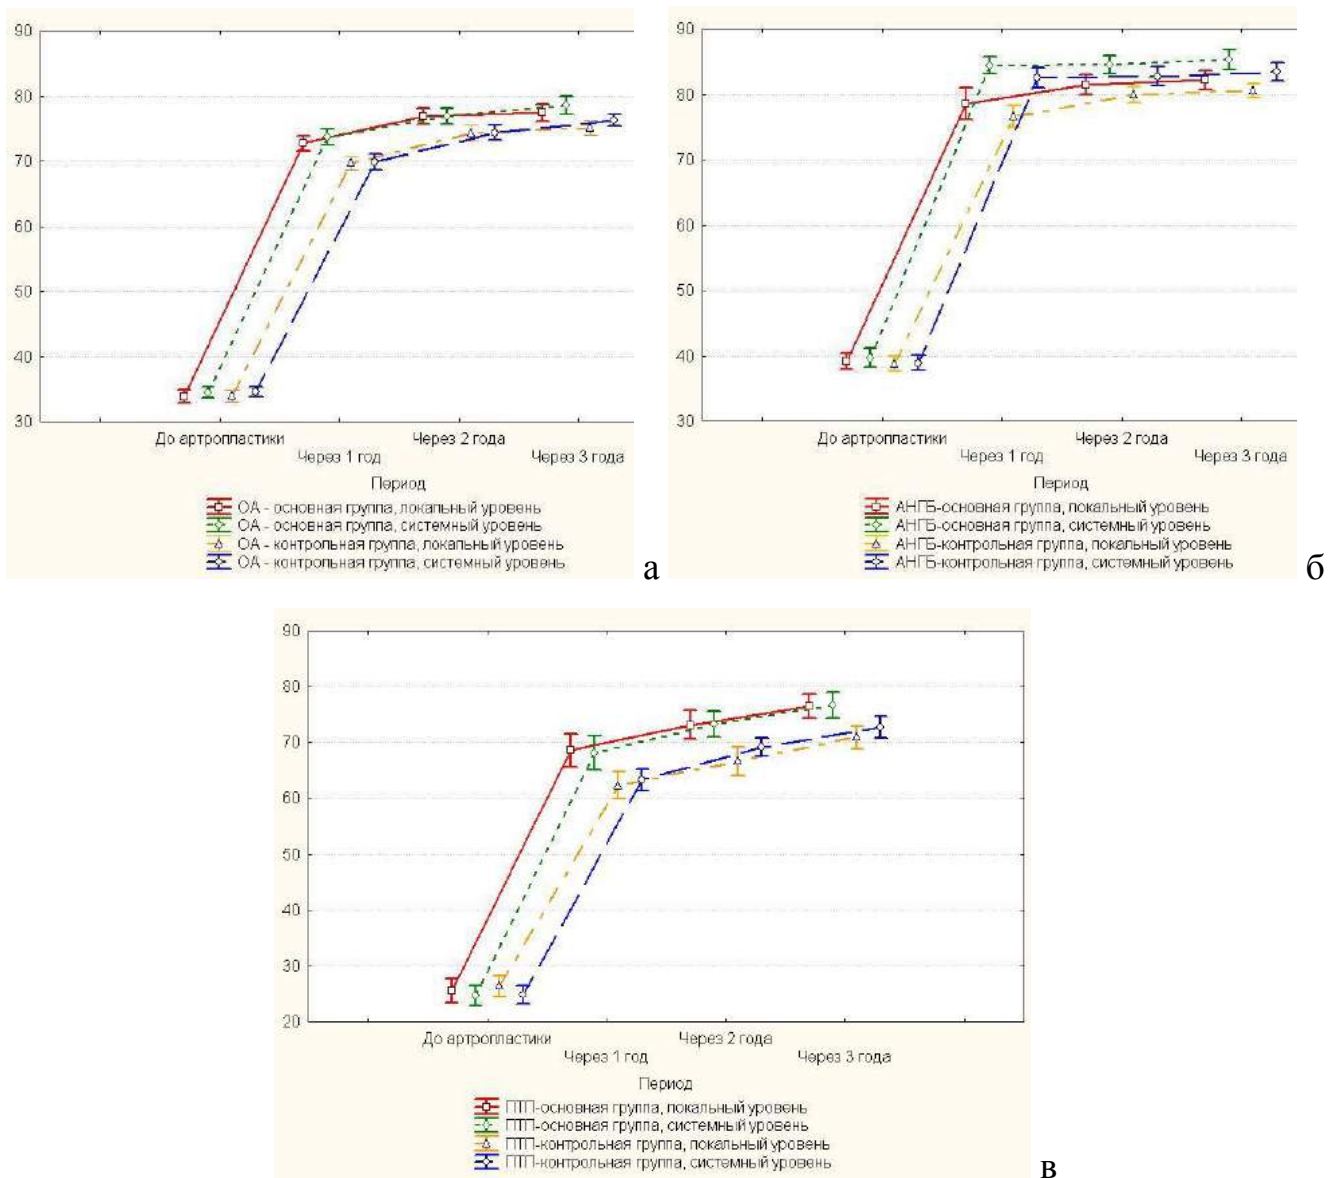 90
80
70
60
50
40
30
До артропластики
Через 2 года
Через 1 год
Через 3 года
Период
ОА - основная группа, локальный уровень
ОА - основная группа, системный уровень
ОА - контрольная группа, локальный уровень
ОА - контрольная группа, системный уровень
а
90
80
70
60
50
40
30
До артропластики
Через 2 года
Через 1 год
Через 3 года
Период
АНГБ-основная группа, локальный уровень
АНГБ-основная группа, системный уровень
АНГБ-контрольная группа, локальный уровень
АНГБ-контрольная группа, системный уровень
б
90
80
70
60
50
40
30
20
До артропластики
Через 2 года
Через 1 год
Через 3 года
Период
ПТП-основная группа, локальный уровень
ПТП-основная группа, системный уровень
ПТП-контрольная группа, локальный уровень
ПТП-контрольная группа, системный уровень
в